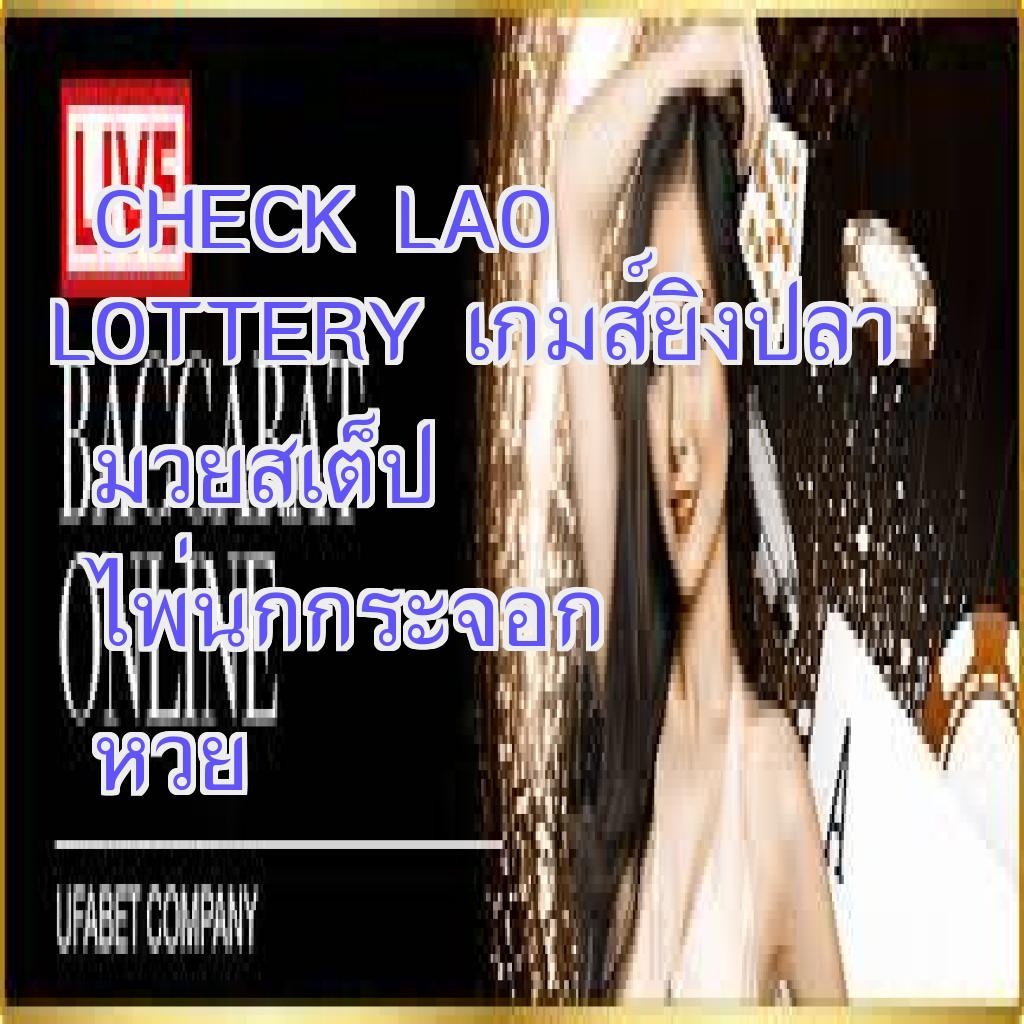 LIVE
CHECK LAO
LOTTERY เกมส์ยิงปลา
BACCARAT
มวยสเต็ป
ONLINE
ไพ่นกกระจอก
หวย
UFABET COMPANY
A